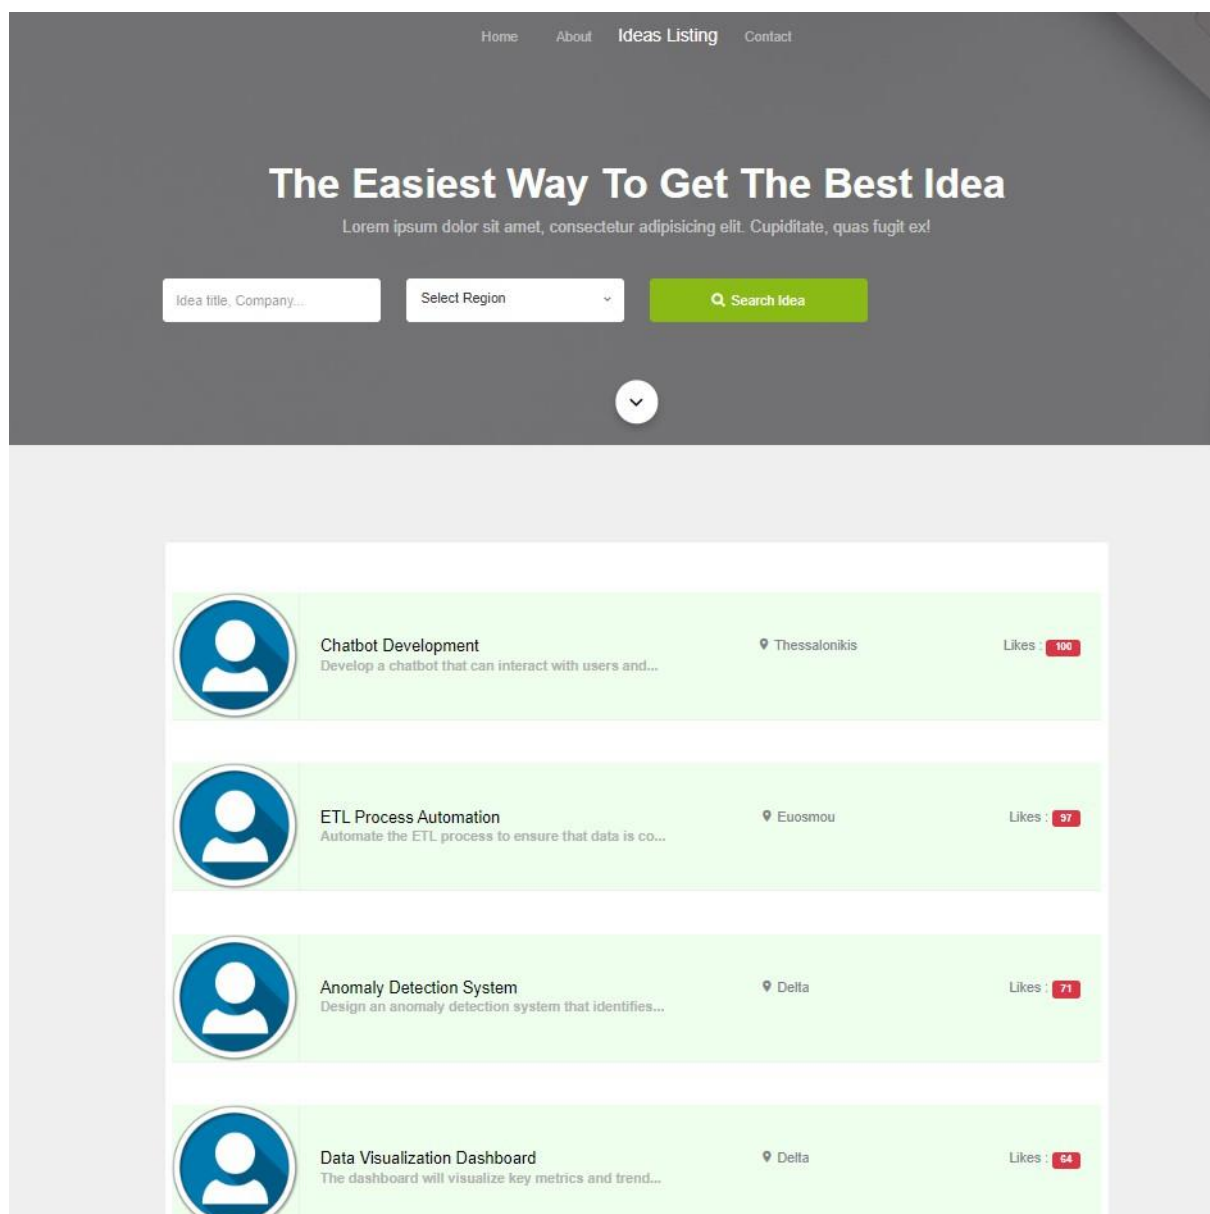 Home About Ideas Listing Contact
The Easiest Way To Get The Best Idea
Lorem ipsum dolor sit amet, consectetur adipisicing elit. Cupiditate, quas fugit ex!
Idea title, Company... Select Region Search Idea
Chatbot Development Thessalonikis Likes : 100
Develop a chatbot that can interact with users and...
ETL Process Automation Euosmou Likes : 97
Automate the ETL process to ensure that data is co...
Anomaly Detection System Delta Likes : 71
Design an anomaly detection system that identifies...
Data Visualization Dashboard Delta Likes : 64
The dashboard will visualize key metrics and trend...